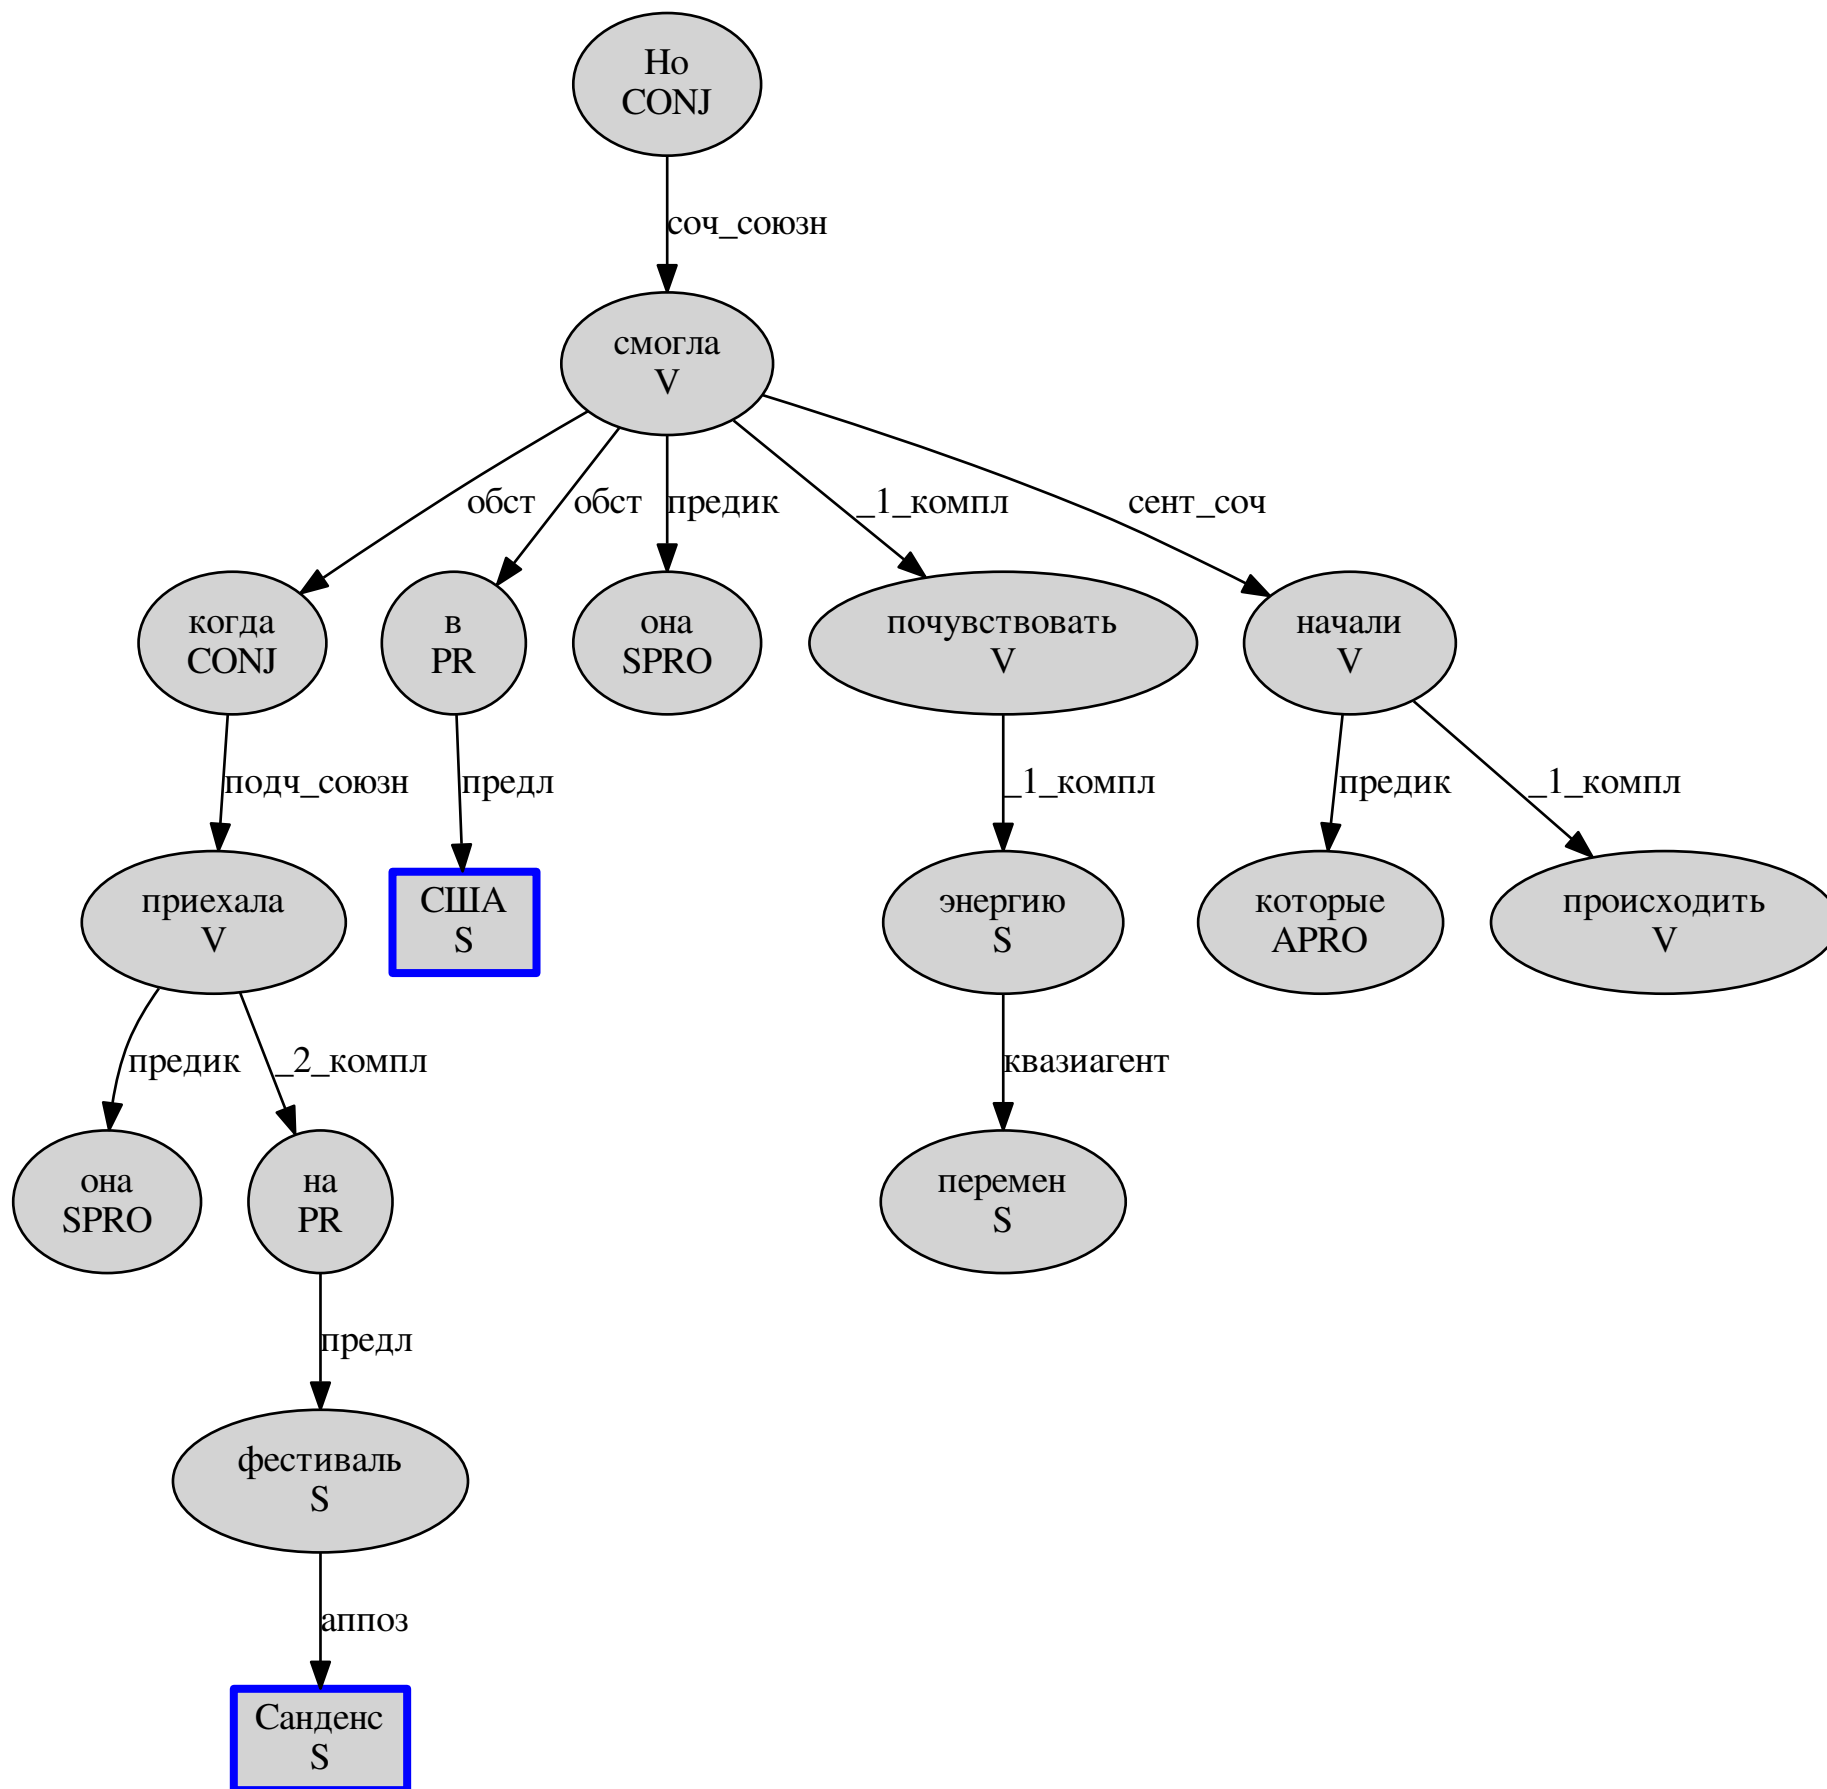 Но
CONJ
соч_союзн
смогла
V
обст
обст
предик
_1_компл
сент_соч
когда
CONJ
в
PR
она
SPRO
почувствовать
V
начали
V
подч_союзн
предл
_1_компл
предик
_1_компл
приехала
V
США
S
энергию
S
которые
APRO
происходить
V
предик
_2_компл
квазиагент
она
SPRO
на
PR
перемен
S
предл
фестиваль
S
аппоз
Санденс
S